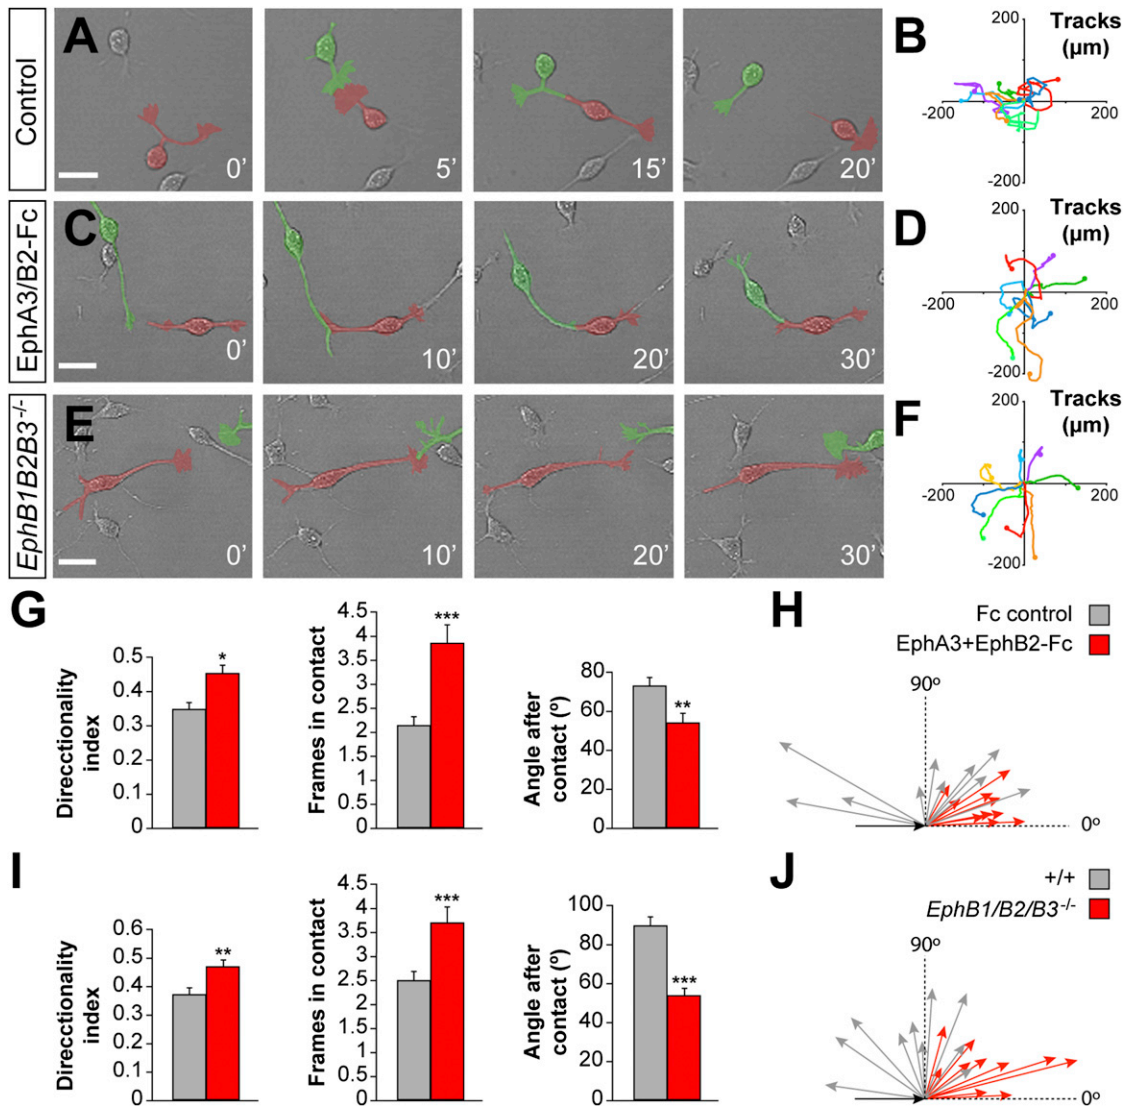 Control
A
0'
5'
15'
20'
B
Tracks
(µm)
200
-200
200
-200
EphA3/B2-Fc
C
0'
10'
20'
30'
D
Tracks
(µm)
200
-200
200
-200
EphB1B2B3-/-
E
0'
10'
20'
30'
F
Tracks
(µm)
200
-200
200
-200
G
Direcctionality
index
0.5
0.4
0.3
0.2
0.1
0
*
Frames in contact
4.5
4
3.5
3
2.5
2
1.5
1
0.5
0
***
Angle after
contact (º)
80
60
40
20
0
**
H
Fc control
EphA3+EphB2-Fc
90º
0º
I
Direcctionality
index
0.6
0.5
0.4
0.3
0.2
0.1
0
**
Frames in contact
4.5
4
3.5
3
2.5
2
1.5
1
0.5
0
***
Angle after
contact (º)
100
80
60
40
20
0
***
J
+/+
EphB1/B2/B3-/-
90º
0º